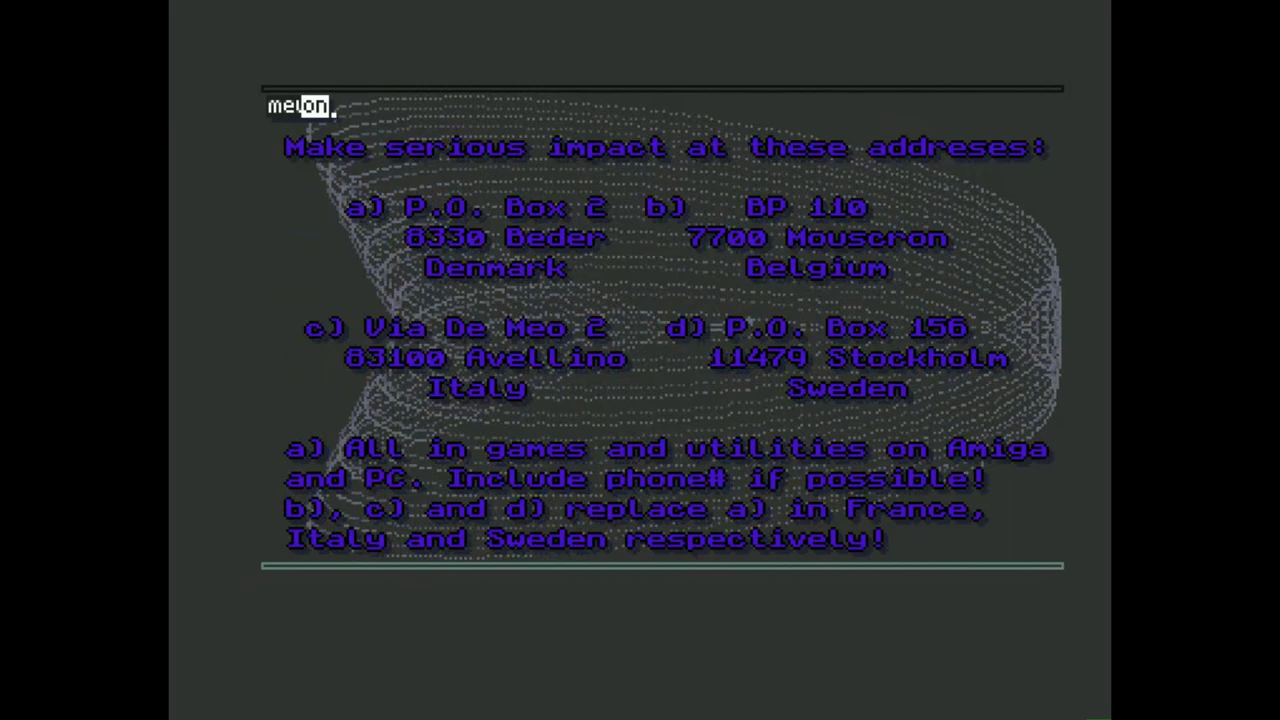 melon.
Make serious impact at these addreses:
a) P.O. Box 2 b) BP 110
8330 Beder 7700 Mouscron
Denmark Belgium
c) Via De Meo 2 d) P.O. Box 156
83100 Avellino 11479 Stockholm
Italy Sweden
a) All in games and utilities on Amiga
and PC. Include phone# if possible!
b), c) and d) replace a) in France,
Italy and Sweden respectively!